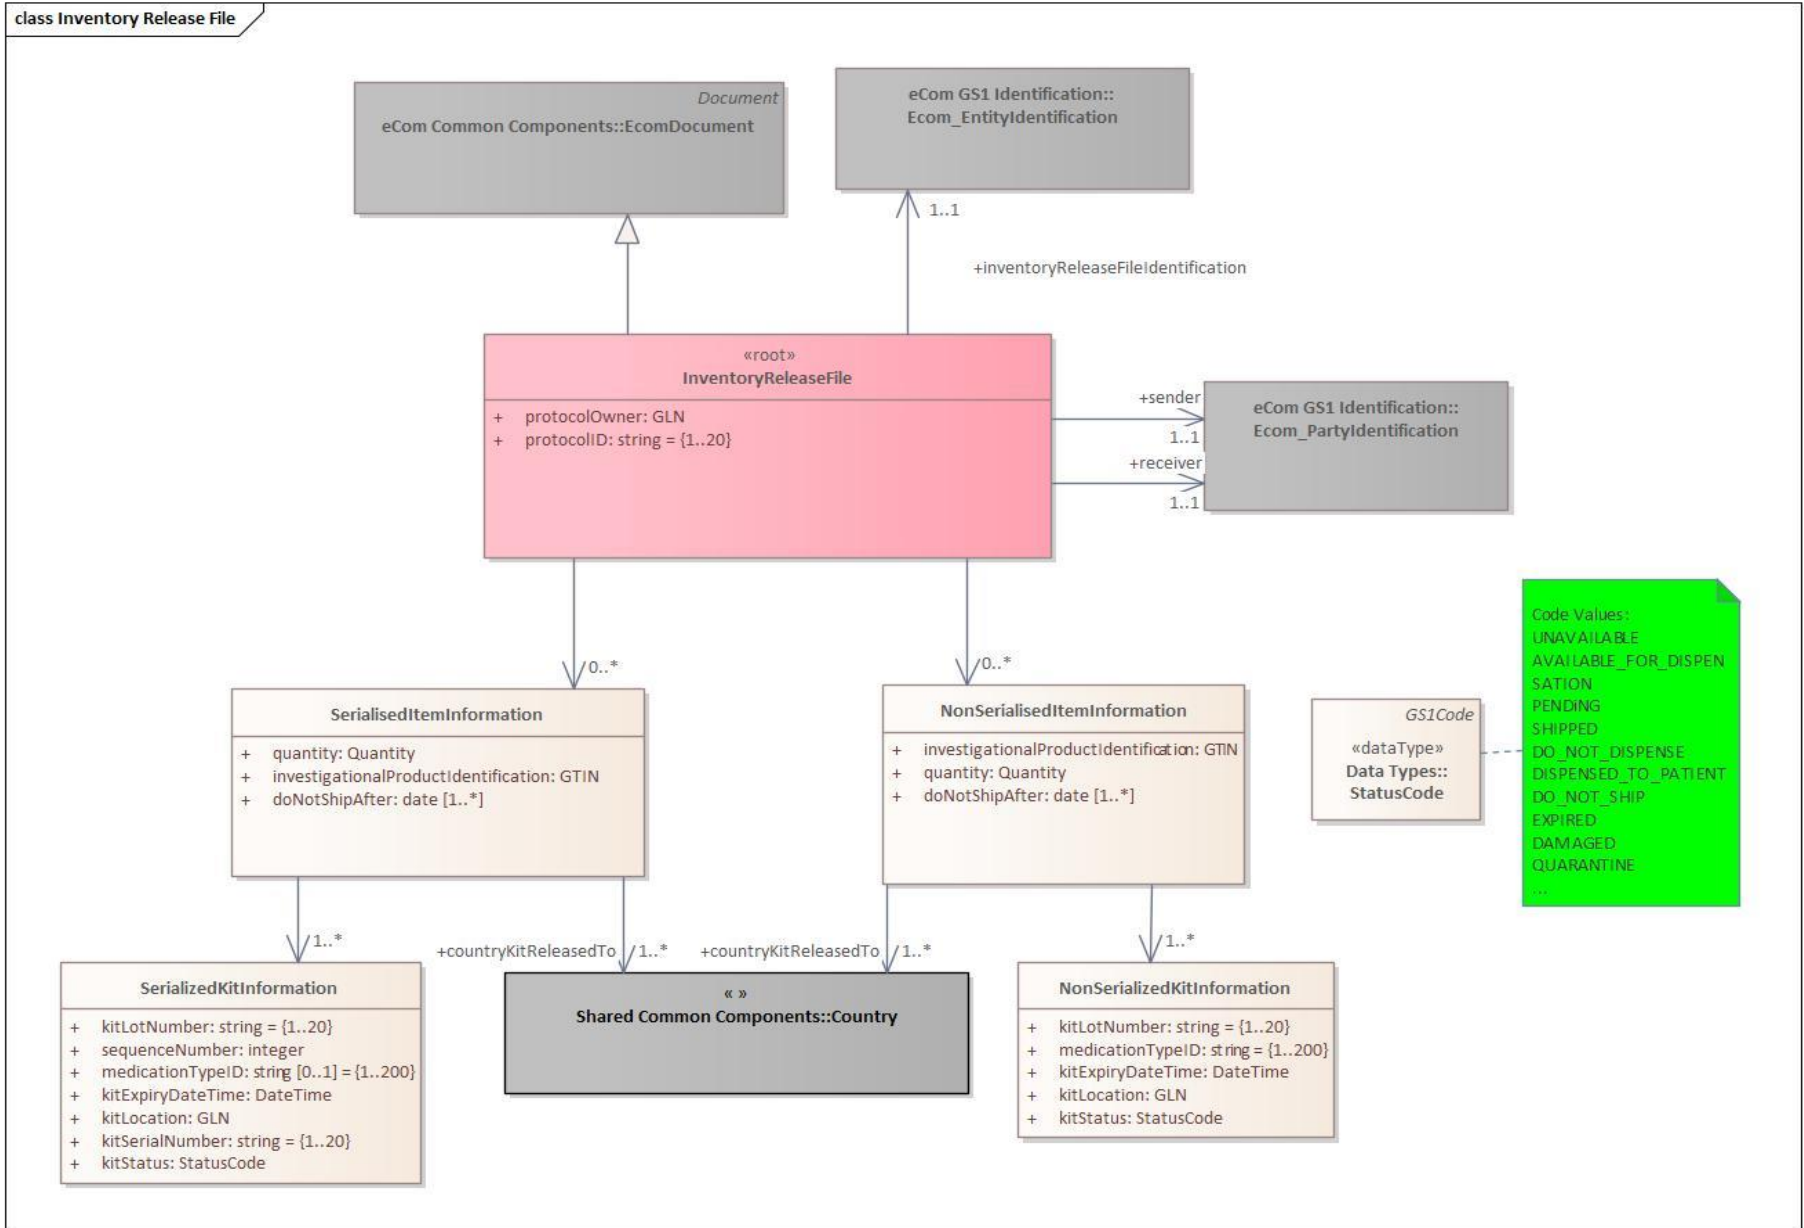 class Inventory Release File
Document
eCom Common Components::EcomDocument
eCom GS1 Identification::
Ecom_EntityIdentification
1..1
+inventoryReleaseFileIdentification
«root»
InventoryReleaseFile
+ protocolOwner: GLN
+ protocolID: string = {1..20}
+sender
1..1
+receiver
1..1
eCom GS1 Identification::
Ecom_PartyIdentification
0..*
0..*
SerialisedItemInformation
+ quantity: Quantity
+ investigationalProductIdentification: GTIN
+ doNotShipAfter: date [1..*]
NonSerialisedItemInformation
+ investigationalProductIdentification: GTIN
+ quantity: Quantity
+ doNotShipAfter: date [1..*]
GS1Code
«dataType»
Data Types::
StatusCode
Code Values:
UNAVAILABLE
AVAILABLE_FOR_DISPEN
SATION
PENDiNG
SHIPPED
DO_NOT_DISPENSE
DISPENSED_TO_PATIENT
DO_NOT_SHIP
EXPIRED
DAMAGED
QUARANTINE
...
1..*
+countryKitReleasedTo
1..*
+countryKitReleasedTo
1..*
1..*
SerializedKitInformation
+ kitLotNumber: string = {1..20}
+ sequenceNumber: integer
+ medicationTypeID: string [0..1] = {1..200}
+ kitExpiryDateTime: DateTime
+ kitLocation: GLN
+ kitSerialNumber: string = {1..20}
+ kitStatus: StatusCode
« »
Shared Common Components::Country
NonSerializedKitInformation
+ kitLotNumber: string = {1..20}
+ medicationTypeID: string = {1..200}
+ kitExpiryDateTime: DateTime
+ kitLocation: GLN
+ kitStatus: StatusCode